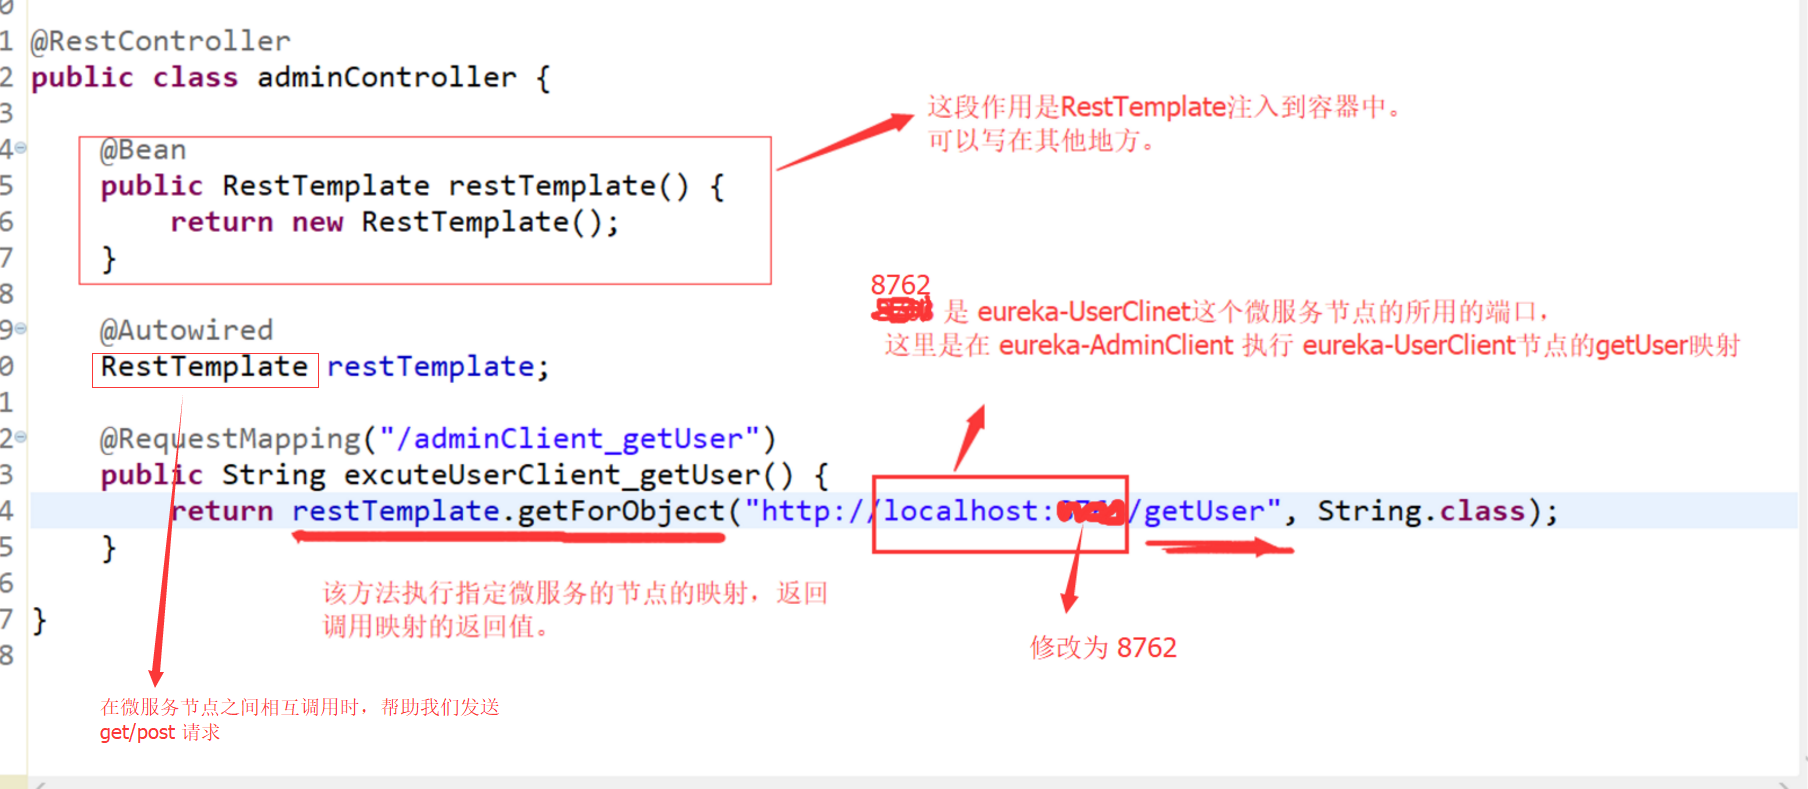 0
1 @RestController
2 public class adminController {
3
这段作用是RestTemplate注入到容器中。
可以写在其他地方。
4 @Bean
5 public RestTemplate restTemplate() {
6 return new RestTemplate();
7 }
8
8762
是 eureka-UserClinet这个微服务节点的所用的端口，
这里是在 eureka-AdminClient 执行 eureka-UserClient节点的getUser映射
9 @Autowired
0 RestTemplate restTemplate;
1
2 @RequestMapping("/adminClient_getUser")
3 public String excuteUserClient_getUser() {
4 return restTemplate.getForObject("http://localhost: /getUser", String.class);
5 }
6
该方法执行指定微服务的节点的映射，返回
调用映射的返回值。
7 }
8
修改为 8762
在微服务节点之间相互调用时，帮助我们发送
get/post 请求